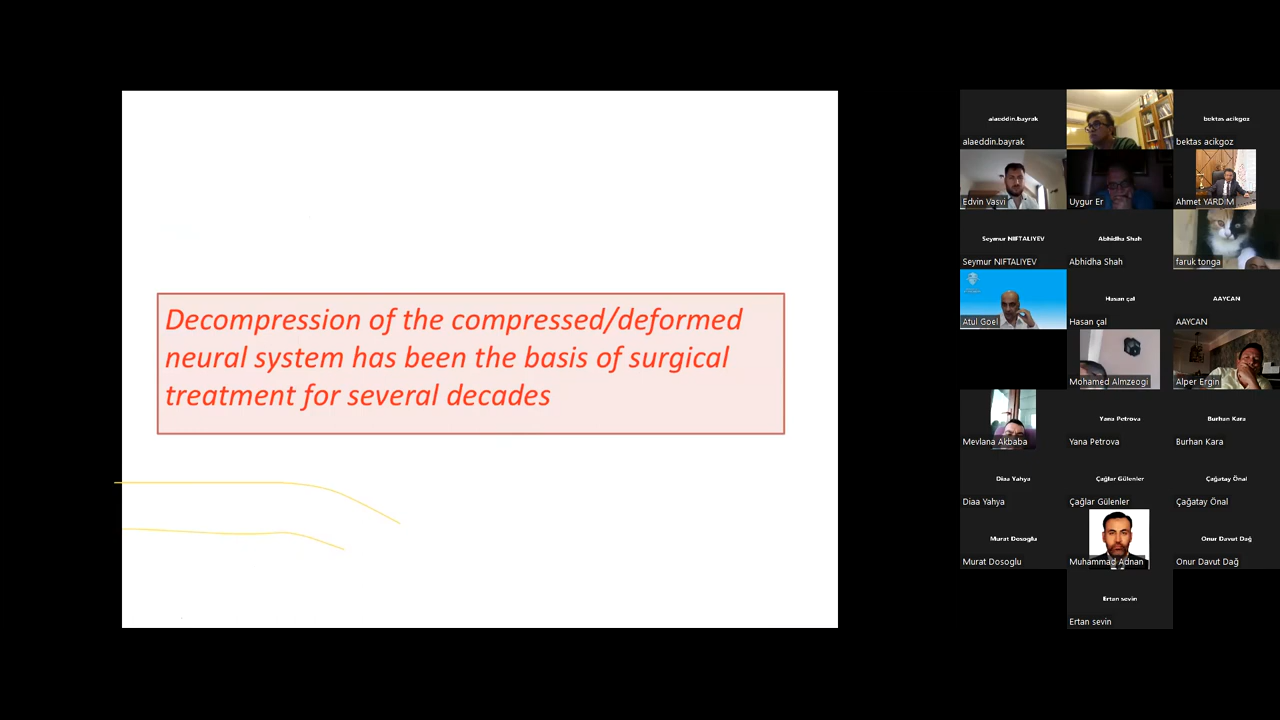 Decompression of the compressed/deformed
neural system has been the basis of surgical
treatment for several decades
alaeddin.bayrak
alaeddin.bayrak
bektas acikgoz
bektas acikgoz
Edvin Vasvi
Uygur Er
Ahmet YARDIM
Seymur NIFTALIYEV
Seymur NIFTALIYEV
Abhidha Shah
Abhidha Shah
faruk tonga
Atul Goel
Hasan çal
Hasan çal
AAYCAN
AAYCAN
Mohamed Almzeogi
Alper Ergin
Mevlana Akbaba
Yana Petrova
Yana Petrova
Burhan Kara
Burhan Kara
Diaa Yahya
Diaa Yahya
Çağlar Gülenler
Çağlar Gülenler
Çağatay Önal
Çağatay Önal
Murat Dosoglu
Murat Dosoglu
Muhammad Adnan
Onur Davut Dağ
Onur Davut Dağ
Ertan sevin
Ertan sevin